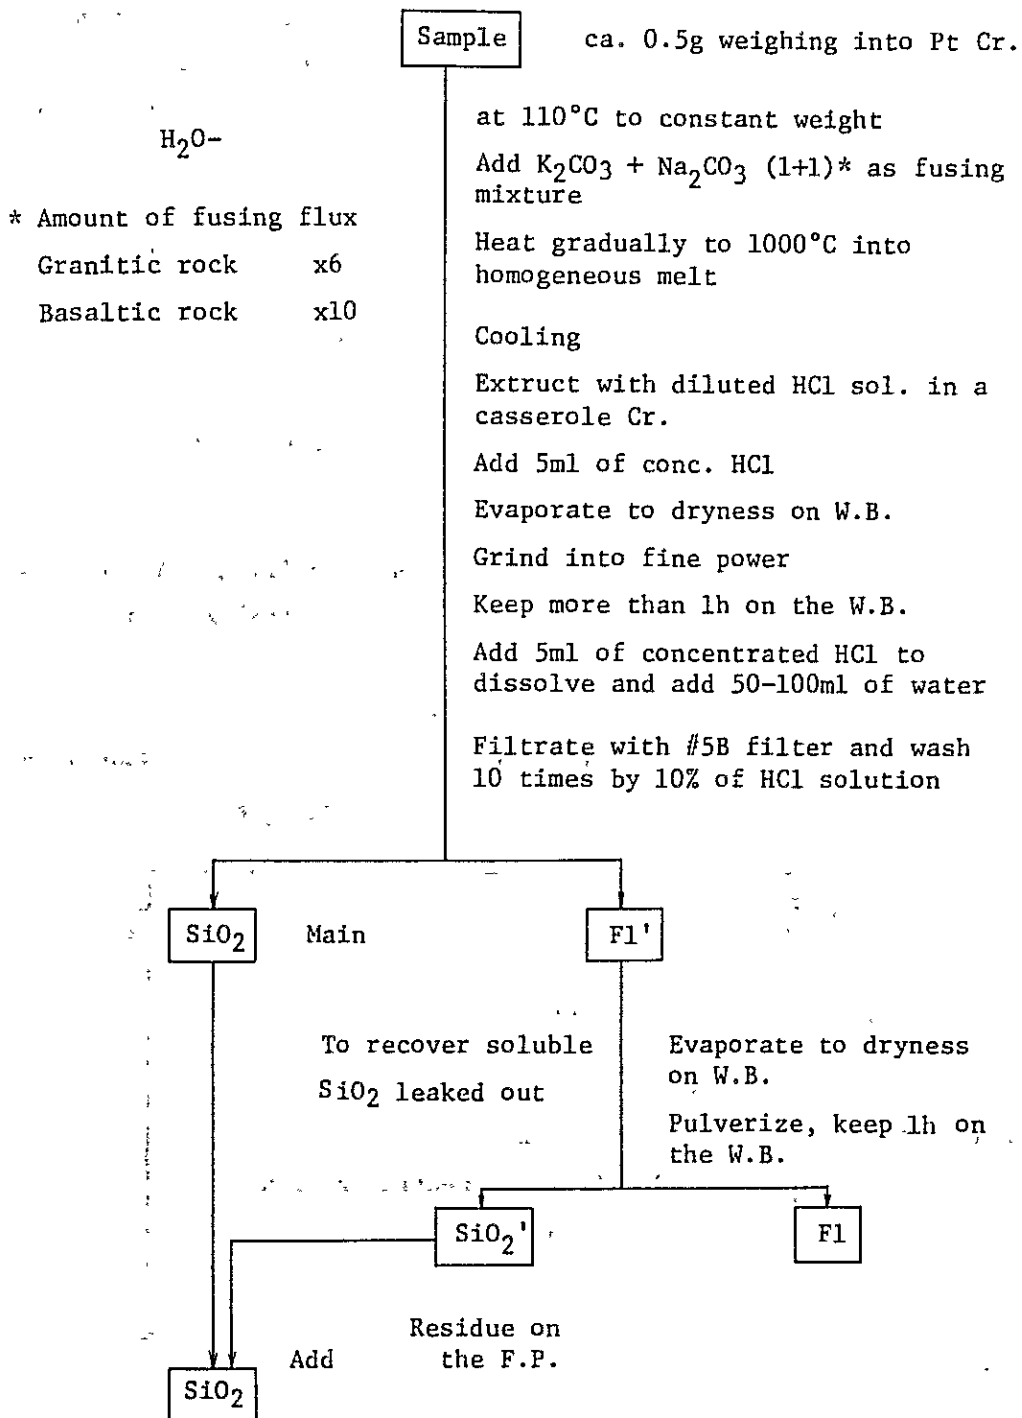 Sample
ca. 0.5g weighing into Pt Cr.
H2O-
at 110°C to constant weight
Add K2CO3 + Na2CO3 (1+1)* as fusing
mixture
* Amount of fusing flux
Granitic rock x6
Basaltic rock x10
Heat gradually to 1000°C into
homogeneous melt
Cooling
Extruct with diluted HCl sol. in a
casserole Cr.
Add 5ml of conc. HCl
Evaporate to dryness on W.B.
Grind into fine power
Keep more than 1h on the W.B.
Add 5ml of concentrated HCl to
dissolve and add 50-100ml of water
Filtrate with #5B filter and wash
10 times by 10% of HCl solution
SiO2
Main
F1'
To recover soluble
SiO2 leaked out
Evaporate to dryness
on W.B.
Pulverize, keep 1h on
the W.B.
SiO2'
F1
Residue on
the F.P.
Add
SiO2